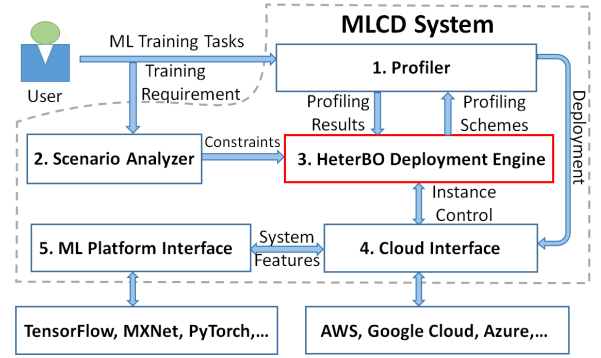 MLCD System
ML Training Tasks
User
Training
Requirement
1. Profiler
Profiling
Results
Profiling
Schemes
Deployment
2. Scenario Analyzer
Constraints
3. HeterBO Deployment Engine
Instance
Control
5. ML Platform Interface
System
Features
4. Cloud Interface
TensorFlow, MXNet, PyTorch,...
AWS, Google Cloud, Azure,...